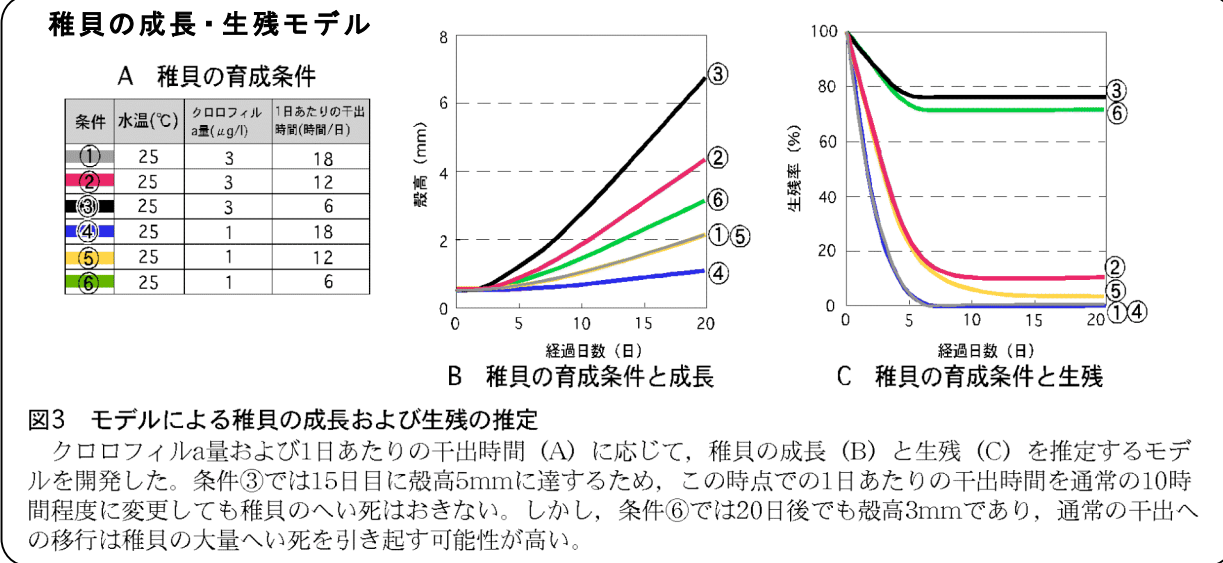 稚貝の成長・生残モデル
A 稚貝の育成条件
条件 水温(℃) クロロフィルa量(μg/l) 1日あたりの干出時間(時間/日)
① 25 3 18
② 25 3 12
③ 25 3 6
④ 25 1 18
⑤ 25 1 12
⑥ 25 1 6
殻高（mm）
8
6
4
2
0
0 5 10 15 20
③
②
⑥
①⑤
④
経過日数（日）
B 稚貝の育成条件と成長
生残率（%）
100
80
60
40
20
0
0 5 10 15 20
③
⑥
②
⑤
①④
経過日数（日）
C 稚貝の育成条件と生残
図3 モデルによる稚貝の成長および生残の推定
クロロフィルa量および1日あたりの干出時間（A）に応じて，稚貝の成長（B）と生残（C）を推定するモデ
ルを開発した。条件③では15日目に殻高5mmに達するため，この時点での1日あたりの干出時間を通常の10時
間程度に変更しても稚貝のへい死はおきない。しかし，条件⑥では20日後でも殻高3mmであり，通常の干出へ
の移行は稚貝の大量へい死を引き起す可能性が高い。